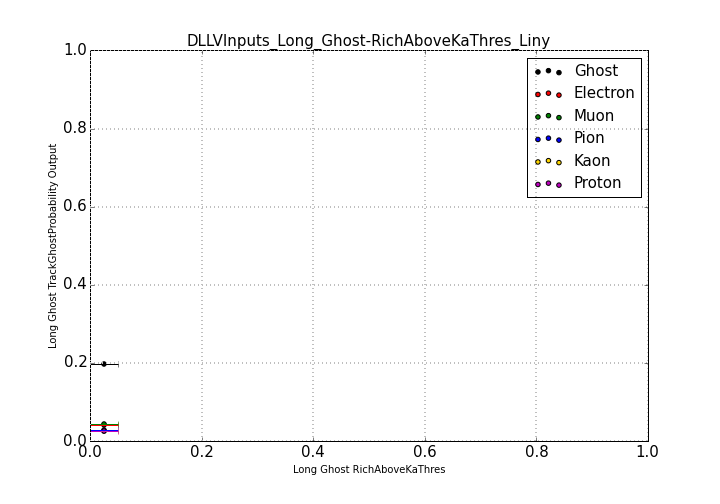 DLLVInputs_Long_Ghost-RichAboveKaThres_Liny
1.0
0.8
0.6
0.4
0.2
0.0
Long Ghost TrackGhostProbability Output
Ghost
Electron
Muon
Pion
Kaon
Proton
0.0 0.2 0.4 0.6 0.8 1.0
Long Ghost RichAboveKaThres